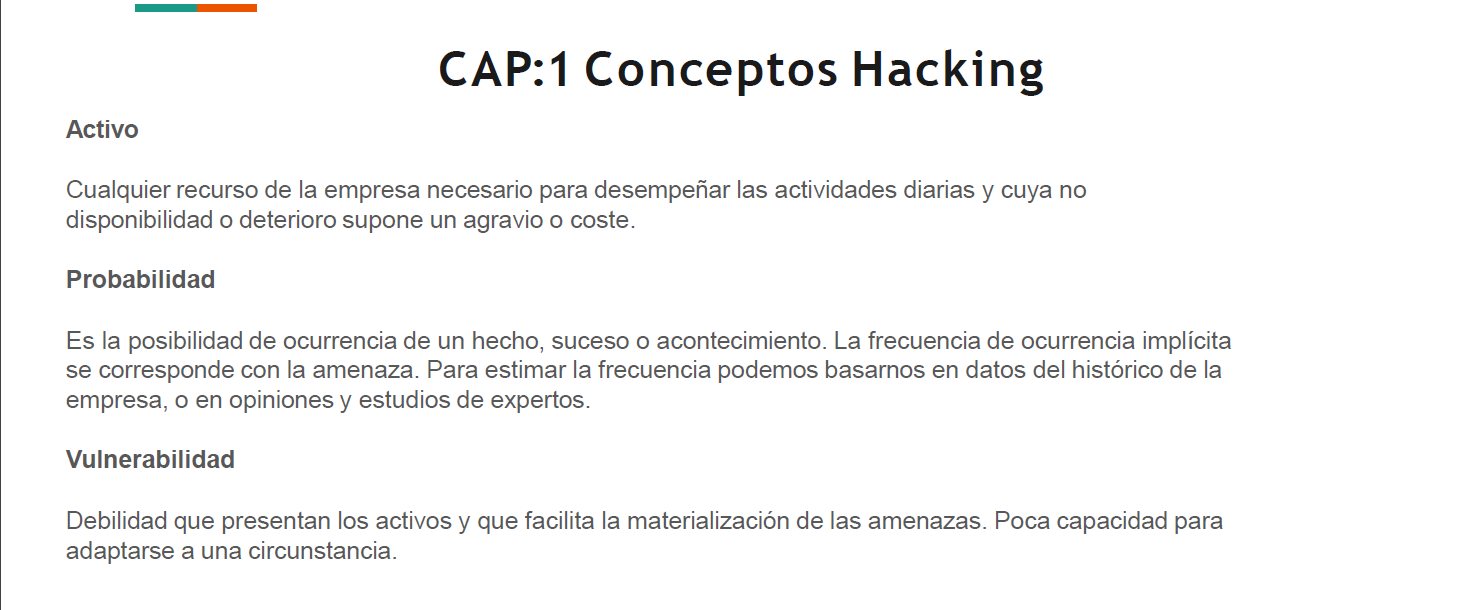 CAP:1 Conceptos Hacking
Activo
Cualquier recurso de la empresa necesario para desempeñar las actividades diarias y cuya no
disponibilidad o deterioro supone un agravio o coste.
Probabilidad
Es la posibilidad de ocurrencia de un hecho, suceso o acontecimiento. La frecuencia de ocurrencia implícita
se corresponde con la amenaza. Para estimar la frecuencia podemos basarnos en datos del histórico de la
empresa, o en opiniones y estudios de expertos.
Vulnerabilidad
Debilidad que presentan los activos y que facilita la materialización de las amenazas. Poca capacidad para
adaptarse a una circunstancia.